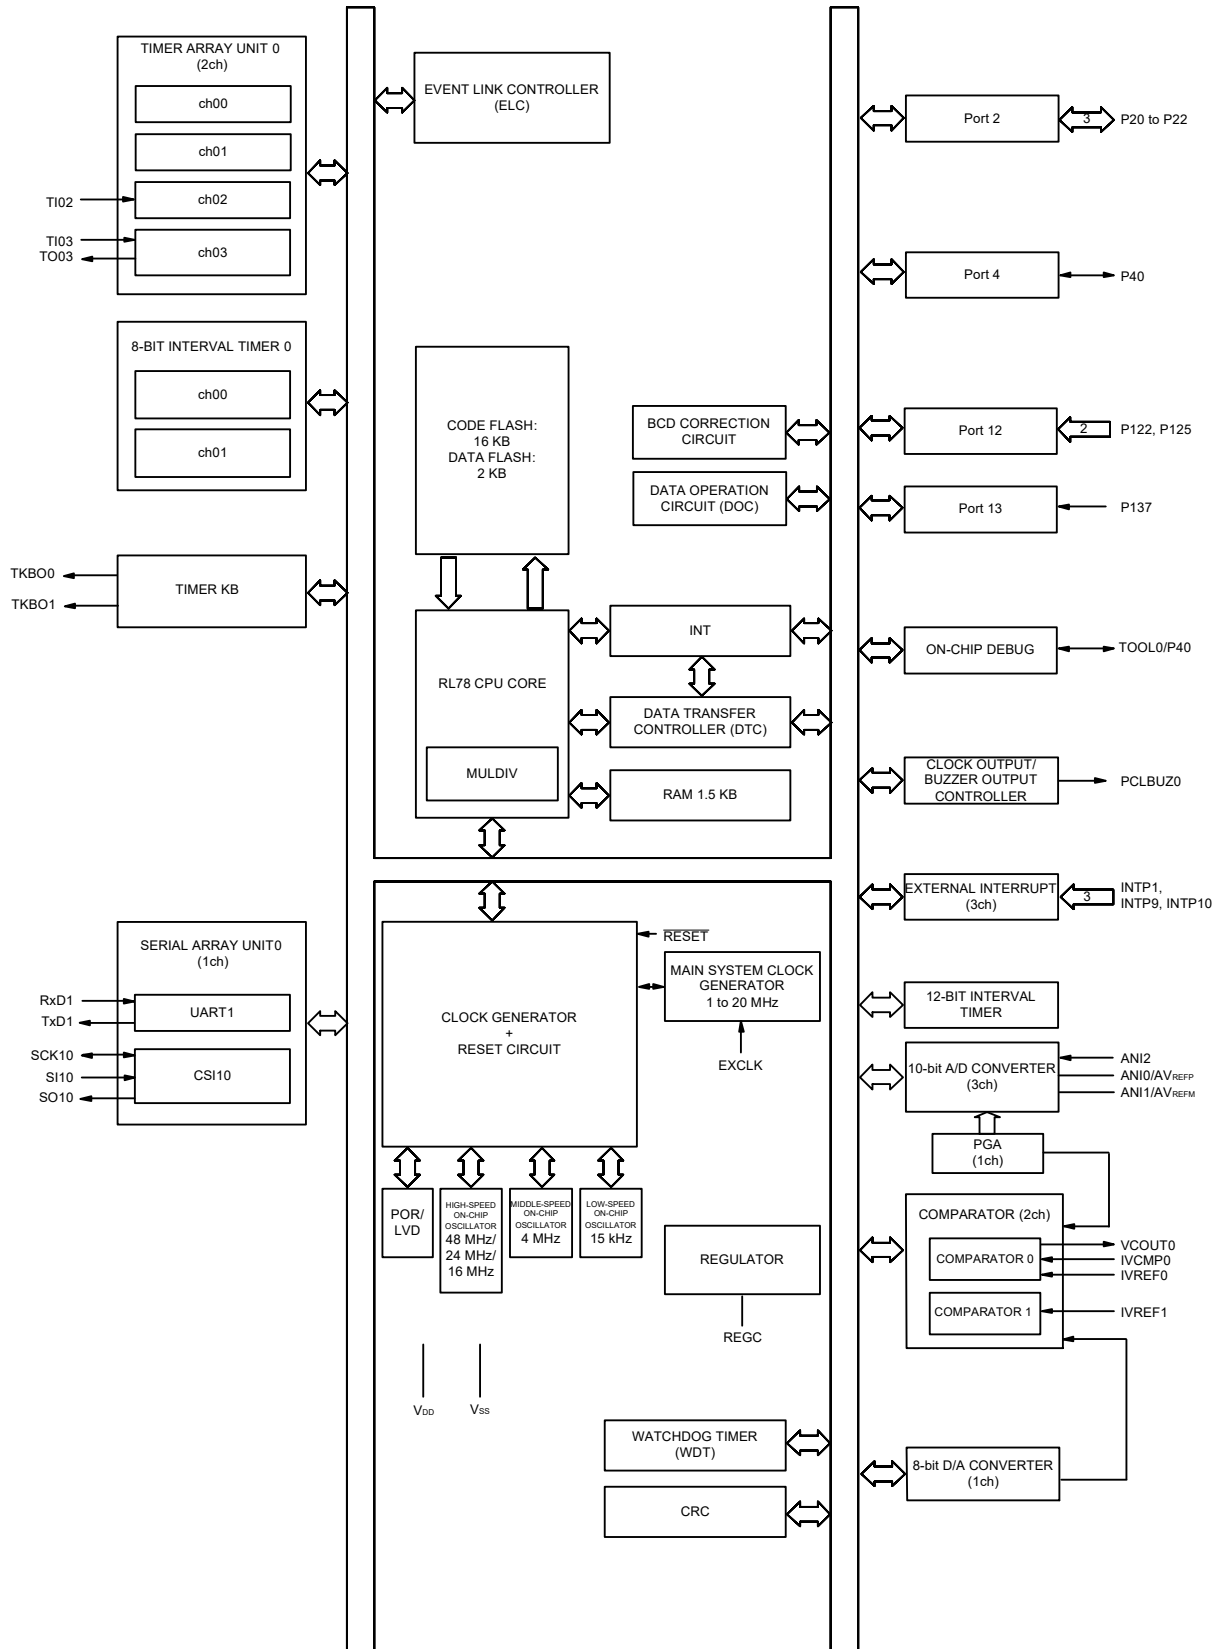 TIMER ARRAY UNIT 0
(2ch)
ch00
ch01
ch02
ch03
TI02
TI03
TO03
8-BIT INTERVAL TIMER 0
ch00
ch01
TIMER KB
TKBO0
TKBO1
SERIAL ARRAY UNIT0
(1ch)
UART1
CSI10
RxD1
TxD1
SCK10
SI10
SO10
EVENT LINK CONTROLLER
(ELC)
CODE FLASH:
16 KB
DATA FLASH:
2 KB
BCD CORRECTION
CIRCUIT
DATA OPERATION
CIRCUIT (DOC)
RL78 CPU CORE
MULDIV
INT
DATA TRANSFER
CONTROLLER (DTC)
RAM 1.5 KB
CLOCK GENERATOR
+
RESET CIRCUIT
RESET
MAIN SYSTEM CLOCK
GENERATOR
1 to 20 MHz
EXCLK
POR/
LVD
HIGH-SPEED
ON-CHIP
OSCILLATOR
48 MHz/
24 MHz/
16 MHz
MIDDLE-SPEED
ON-CHIP
OSCILLATOR
4 MHz
LOW-SPEED
ON-CHIP
OSCILLATOR
15 kHz
REGULATOR
REGC
VDD
VSS
WATCHDOG TIMER
(WDT)
CRC
Port 2
3
P20 to P22
Port 4
P40
Port 12
2
P122, P125
Port 13
P137
ON-CHIP DEBUG
TOOL0/P40
CLOCK OUTPUT/
BUZZER OUTPUT
CONTROLLER
PCLBUZ0
EXTERNAL INTERRUPT
(3ch)
3
INTP1,
INTP9, INTP10
12-BIT INTERVAL
TIMER
10-bit A/D CONVERTER
(3ch)
ANI2
ANI0/AVREFP
ANI1/AVREFM
PGA
(1ch)
COMPARATOR (2ch)
COMPARATOR 0
COMPARATOR 1
VCOUT0
IVCMP0
IVREF0
IVREF1
8-bit D/A CONVERTER
(1ch)